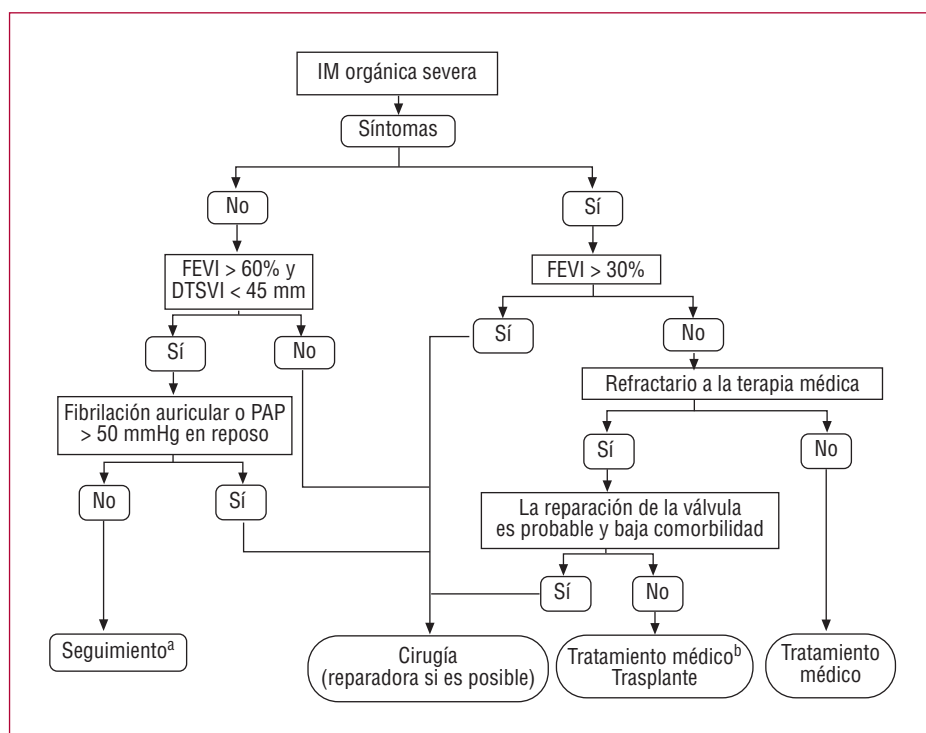 IM orgánica severa
Síntomas
No
Sí
FEVI > 60% y
DTSVI < 45 mm
FEVI > 30%
Sí
No
Sí
No
Refractario a la terapia médica
Fibrilación auricular o PAP
> 50 mmHg en reposo
Sí
No
No
Sí
La reparación de la válvula
es probable y baja comorbilidad
Sí
No
Seguimientoᵃ
Cirugía
(reparadora si es posible)
Tratamiento médicoᵇ
Trasplante
Tratamiento
médico